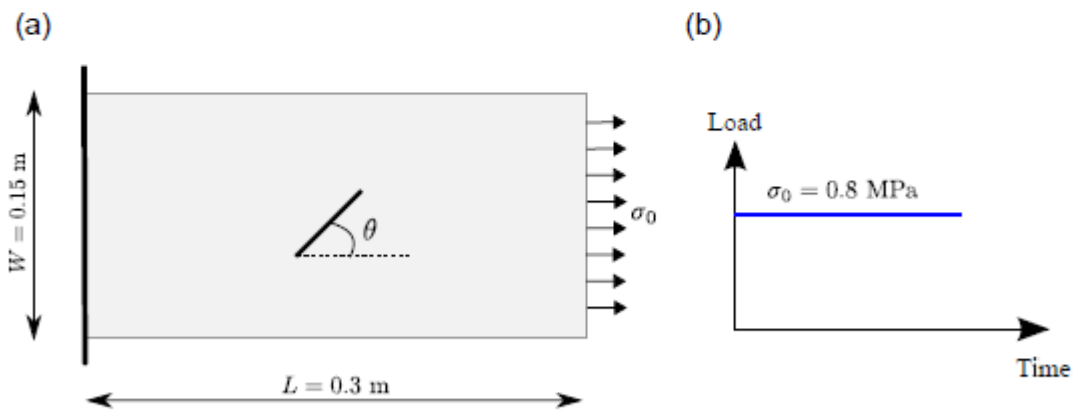 (a)
W = 0.15 m
θ
σ₀
L = 0.3 m
(b)
Load
σ₀ = 0.8 MPa
Time